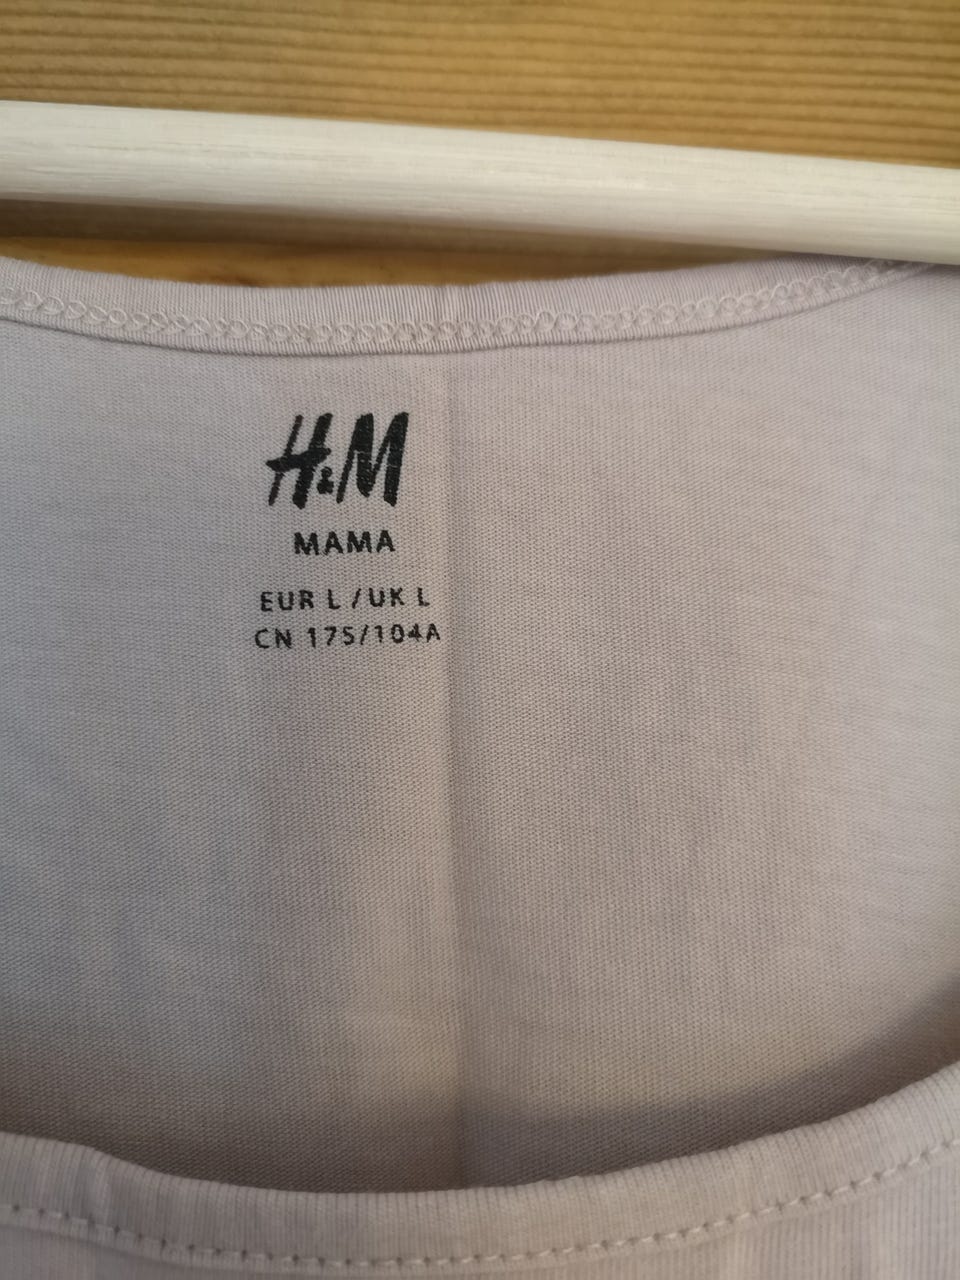 H&M
MAMA
EUR L / UK L
CN 175/104A